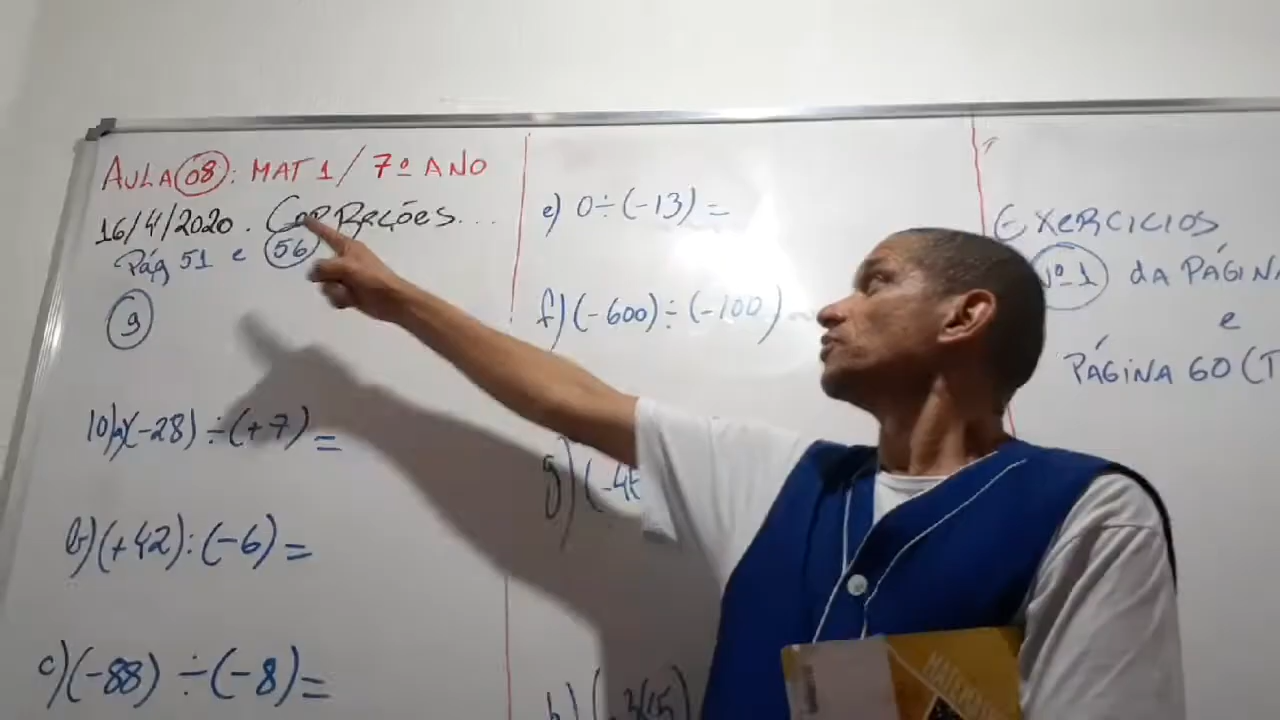 AULA 08: MAT 1 / 7º ANO
16/4/2020. CORREÇÕES...
Pág 51 e 56
9
10)a)(-28) ÷ (+7) =
b)(+42) : (-6) =
c)(-88) ÷ (-8) =
e) 0 ÷ (-13) =
f)(-600) ÷ (-100)
g)(-48
h)(
EXERCICIOS
Nº 1 DA PÁGINA
e
PÁGINA 60 (T